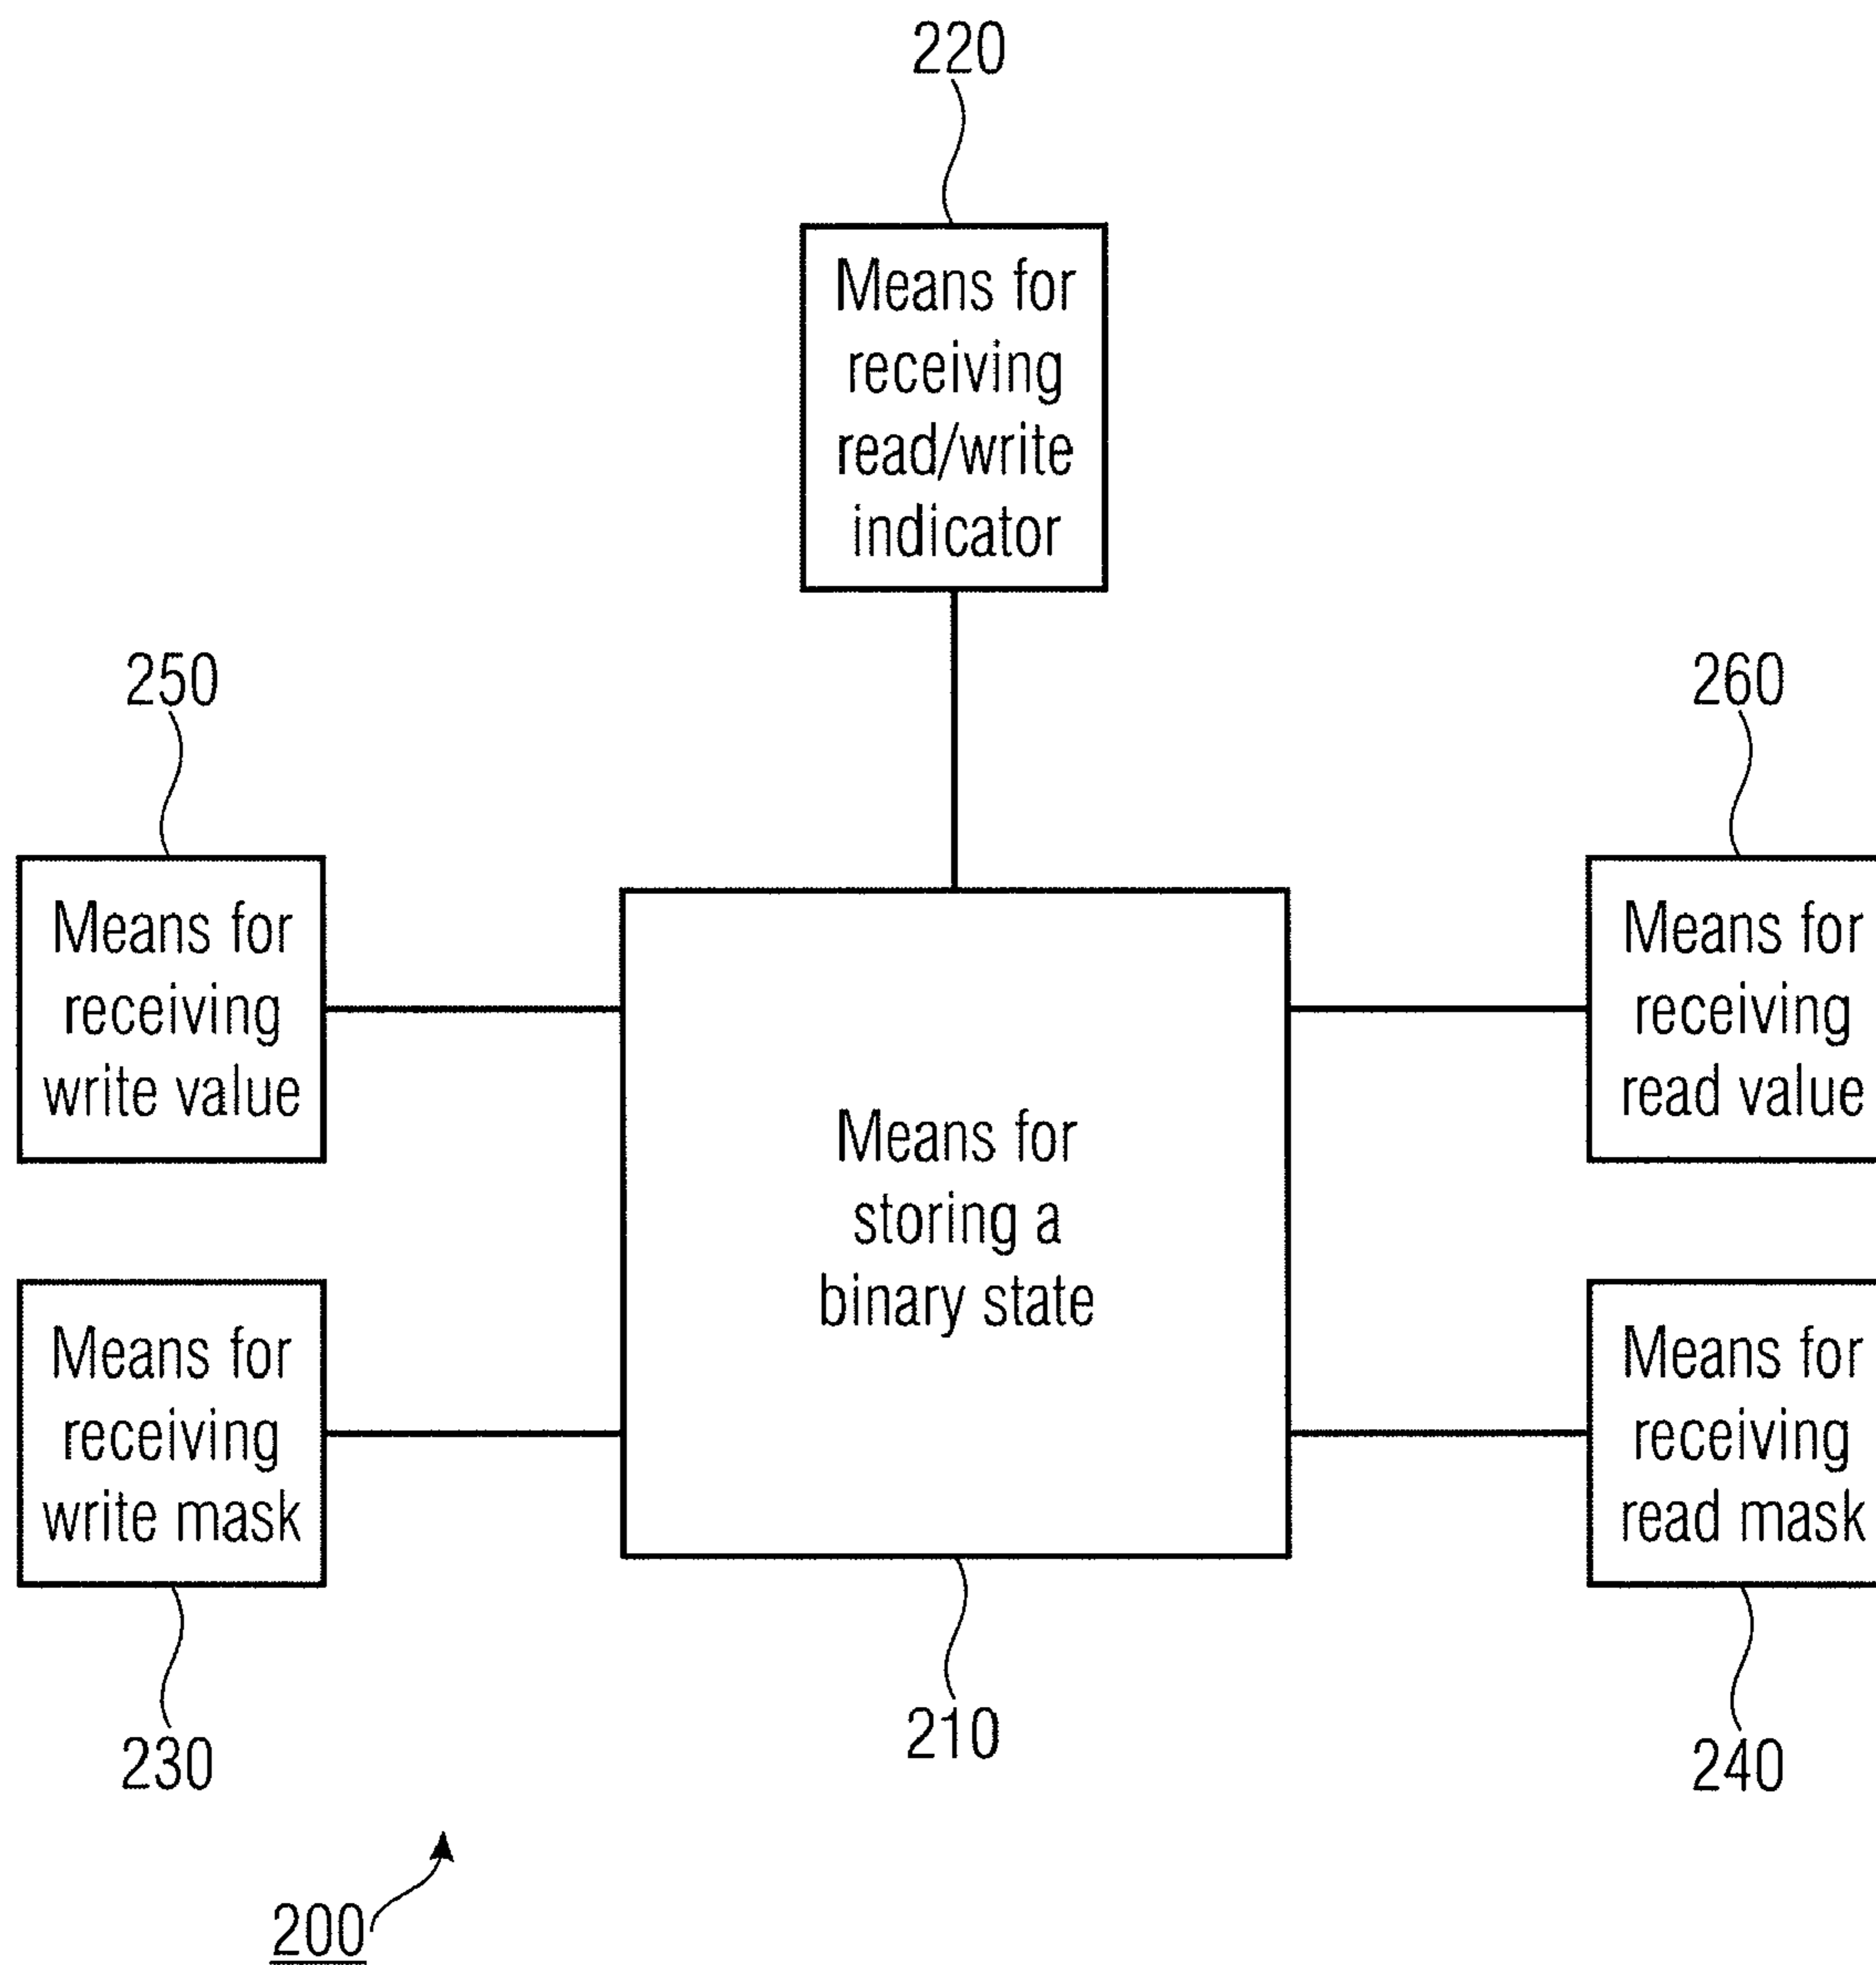 220
Means for
receiving
read/write
indicator
250
260
Means for
receiving
write value
Means for
receiving
read value
Means for
storing a
binary state
Means for
receiving
write mask
Means for
receiving
read mask
230
210
240
200